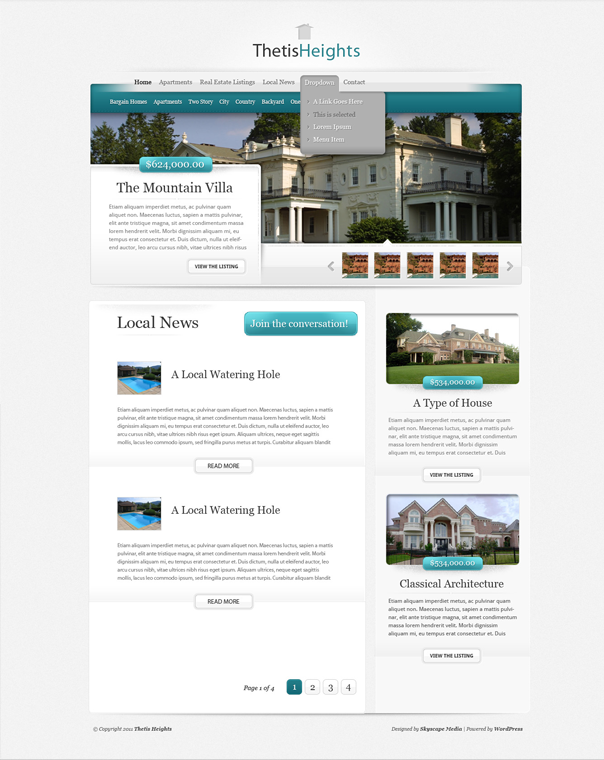 ThetisHeights
Home Apartments Real Estate Listings Local News Dropdown Contact
Bargain Homes Apartments Two Story City Country Backyard One
A Link Goes Here
This is selected
Lorem Ipsum
Menu Item
$624,000.00
The Mountain Villa
Etiam aliquam imperdiet metus, ac pulvinar quam
aliquet non. Maecenas luctus, sapien a mattis pulvinar,
elit ante tristique magna, sit amet condimentum massa
lorem hendrerit velit. Morbi dignissim aliquam mi, eu
tempus erat consectetur et. Duis dictum, nulla ut eleif-
end auctor, leo arcu cursus nibh, vitae ultrices nibh risus
VIEW THE LISTING
Local News
Join the conversation!
A Local Watering Hole
Etiam aliquam imperdiet metus, ac pulvinar quam aliquet non. Maecenas luctus, sapien a mattis
pulvinar, elit ante tristique magna, sit amet condimentum massa lorem hendrerit velit. Morbi
dignissim aliquam mi, eu tempus erat consectetur et. Duis dictum, nulla ut eleifend auctor, leo
arcu cursus nibh, vitae ultrices nibh risus eget ipsum. Aliquam ultrices, neque eget sagittis
mollis, lacus leo commodo ipsum, sed fringilla purus metus at turpis. Curabitur aliquam blandit
READ MORE
A Local Watering Hole
Etiam aliquam imperdiet metus, ac pulvinar quam aliquet non. Maecenas luctus, sapien a mattis
pulvinar, elit ante tristique magna, sit amet condimentum massa lorem hendrerit velit. Morbi
dignissim aliquam mi, eu tempus erat consectetur et. Duis dictum, nulla ut eleifend auctor, leo
arcu cursus nibh, vitae ultrices nibh risus eget ipsum. Aliquam ultrices, neque eget sagittis
mollis, lacus leo commodo ipsum, sed fringilla purus metus at turpis. Curabitur aliquam blandit
READ MORE
Page 1 of 4 1 2 3 4
$534,000.00
A Type of House
Etiam aliquam imperdiet metus, ac pulvinar quam
aliquet non. Maecenas luctus, sapien a mattis pulvi-
nar, elit ante tristique magna, sit amet condimentum
massa lorem hendrerit velit. Morbi dignissim
aliquam mi, eu tempus erat consectetur et. Duis
VIEW THE LISTING
$534,000.00
Classical Architecture
Etiam aliquam imperdiet metus, ac pulvinar quam
aliquet non. Maecenas luctus, sapien a mattis pulvi-
nar, elit ante tristique magna, sit amet condimentum
massa lorem hendrerit velit. Morbi dignissim
aliquam mi, eu tempus erat consectetur et. Duis
VIEW THE LISTING
© Copyright 2011 Thetis Heights
Designed by Skyscape Media | Powered by WordPress